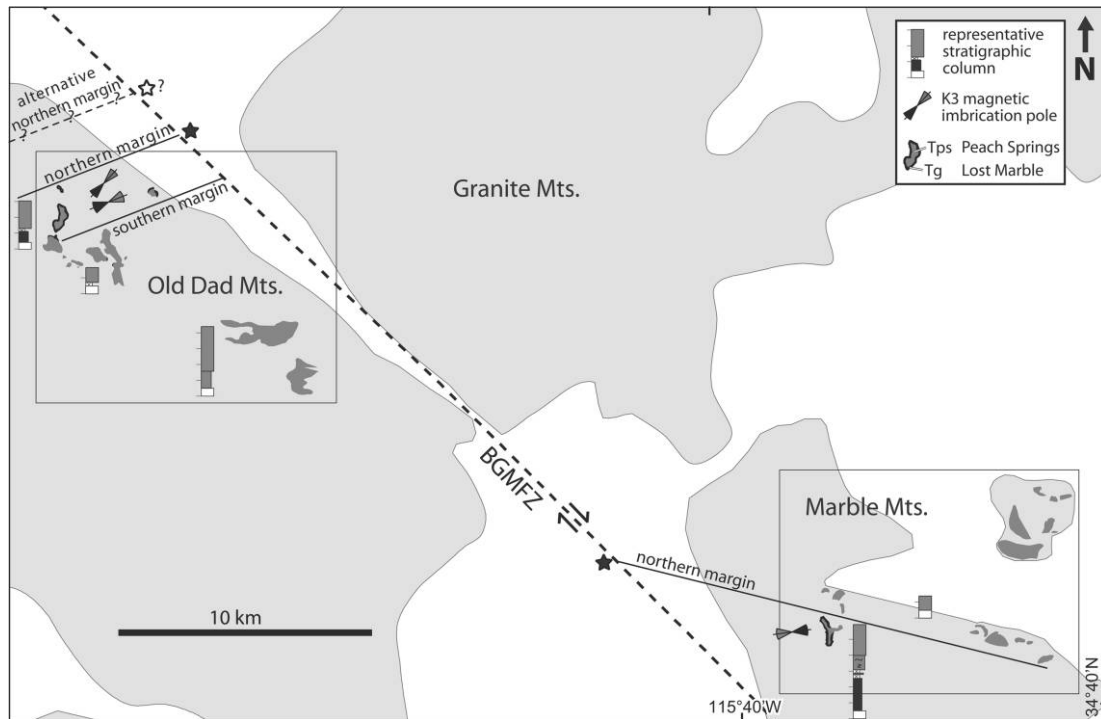 alternative
northern margin
?
?
?
?
northern margin
southern margin
Old Dad Mts.
Granite Mts.
representative
stratigraphic
column
K3 magnetic
imbrication pole
Tps Peach Springs
Tg Lost Marble
N
BGMFZ
Marble Mts.
northern margin
10 km
115°40'W
34°40'N